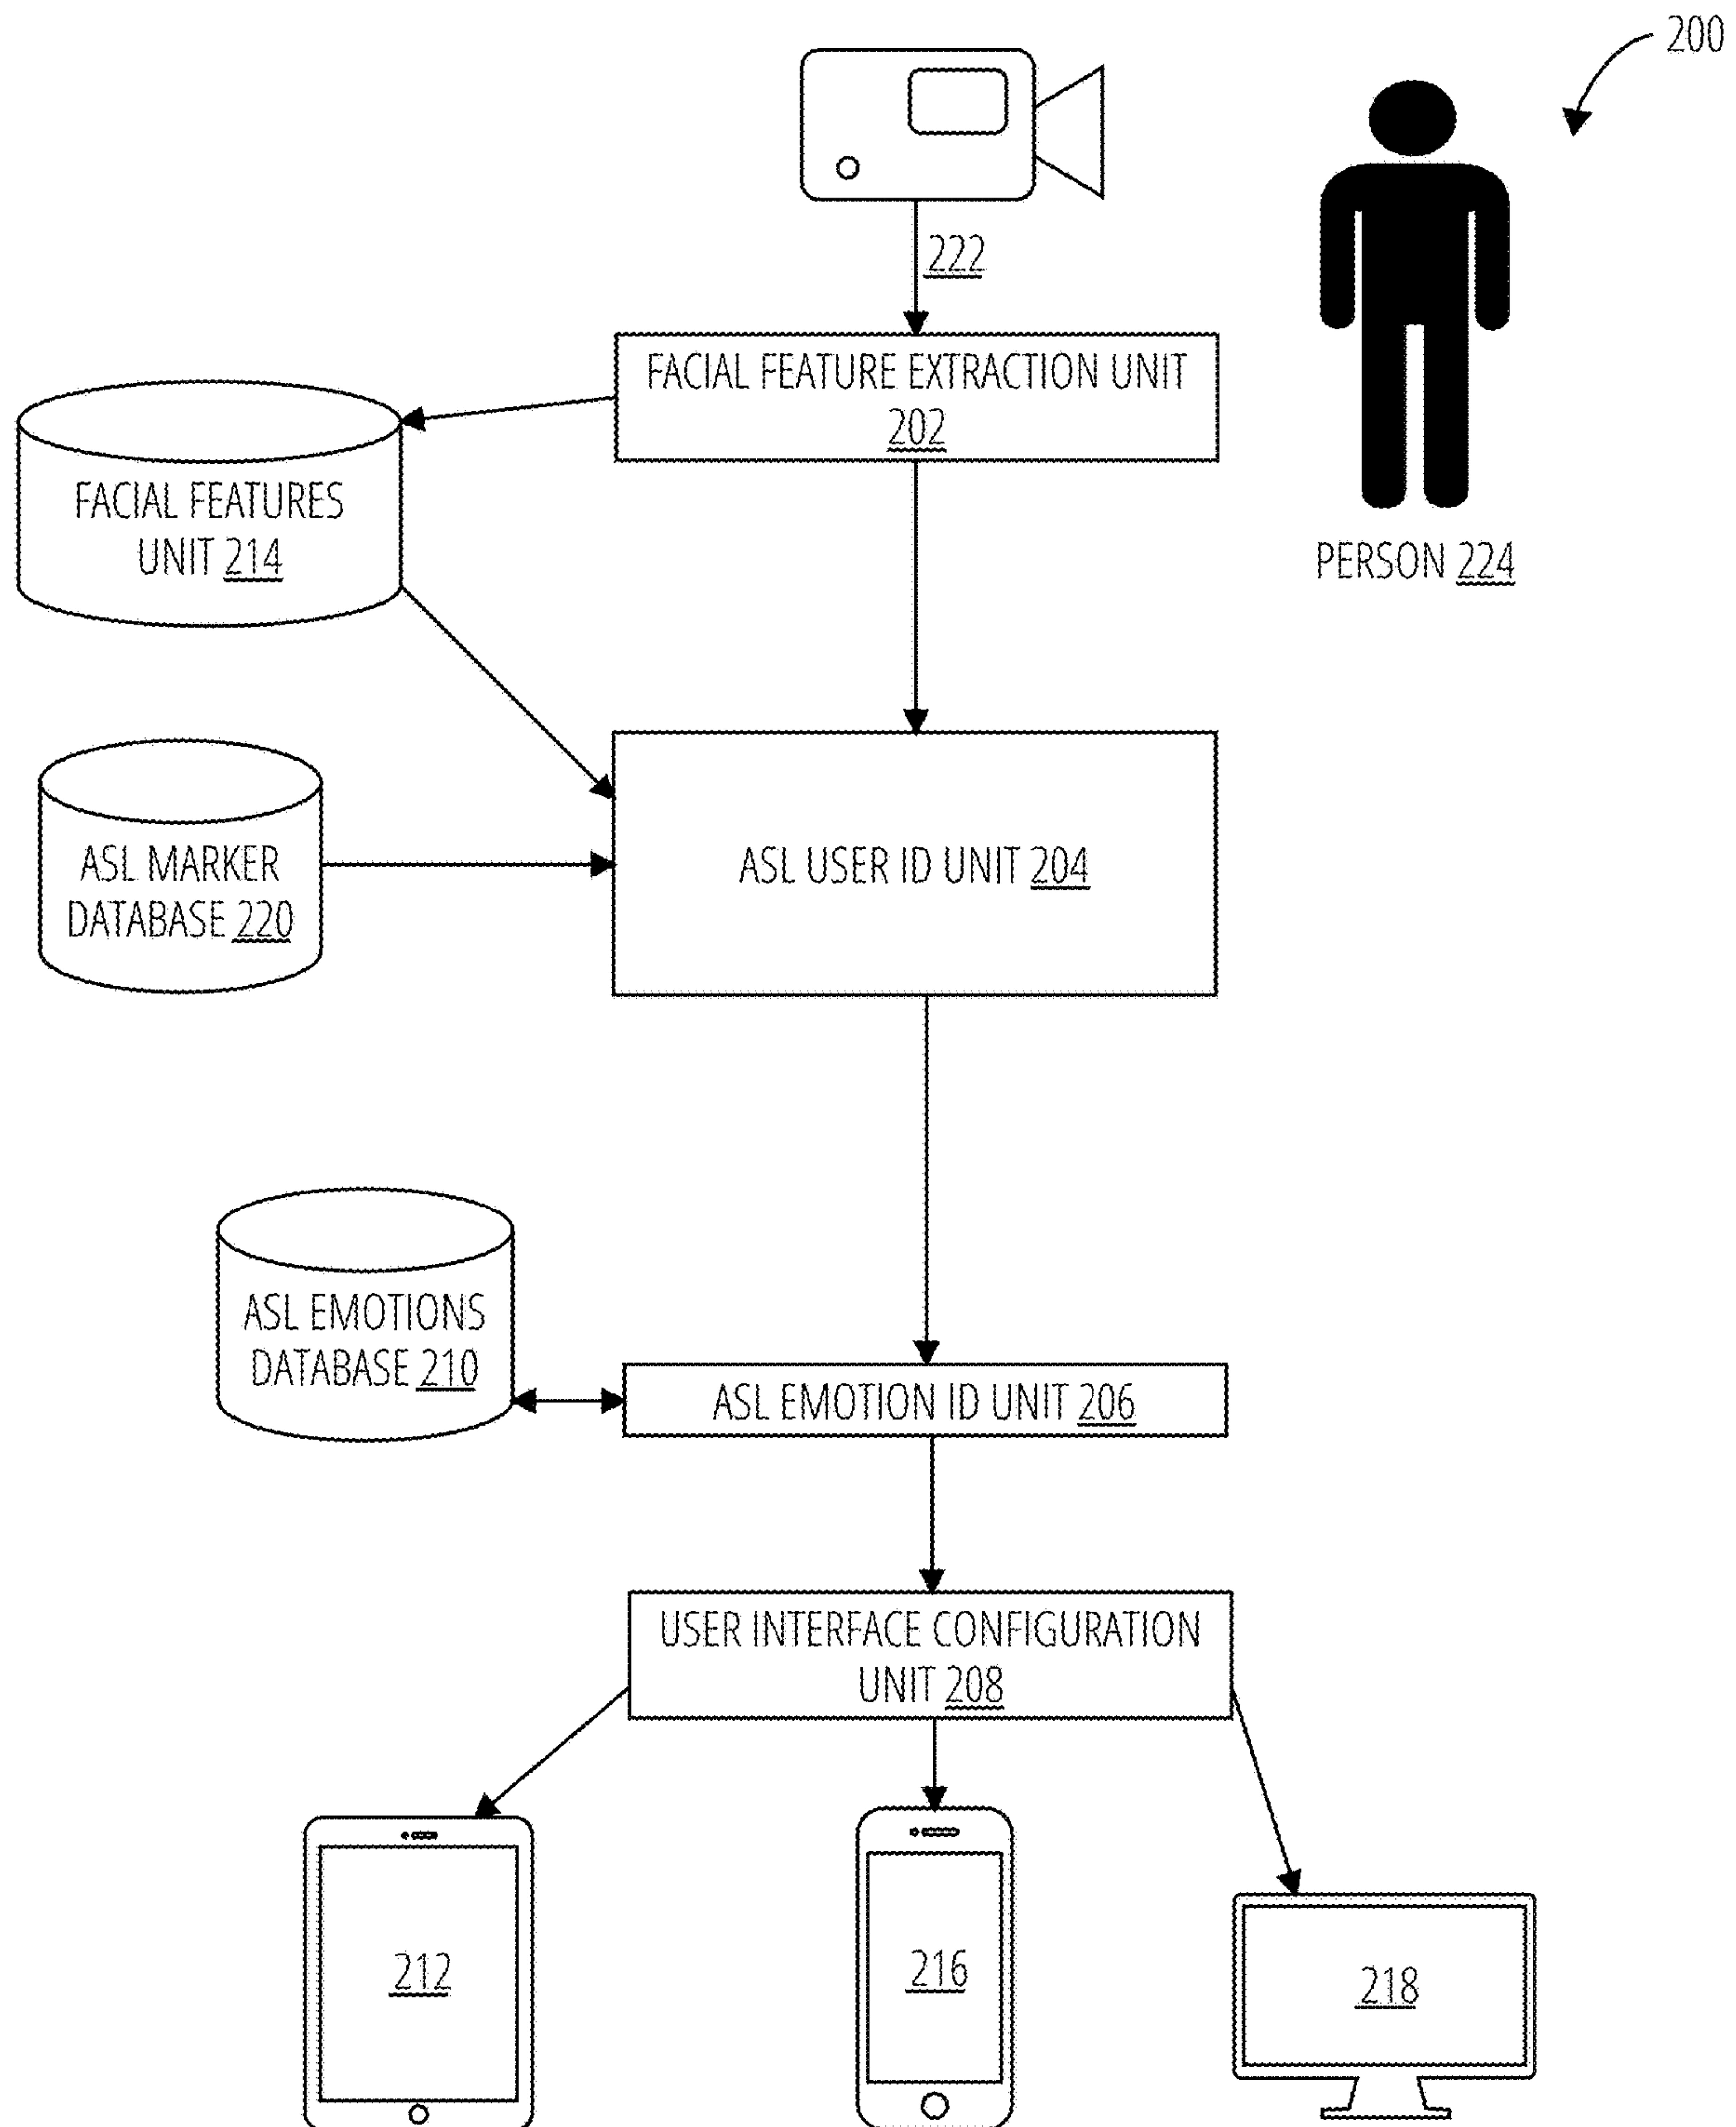 200
222
FACIAL FEATURE EXTRACTION UNIT
202
FACIAL FEATURES
UNIT 214
PERSON 224
ASL MARKER
DATABASE 220
ASL USER ID UNIT 204
ASL EMOTIONS
DATABASE 210
ASL EMOTION ID UNIT 206
USER INTERFACE CONFIGURATION
UNIT 208
212
216
218